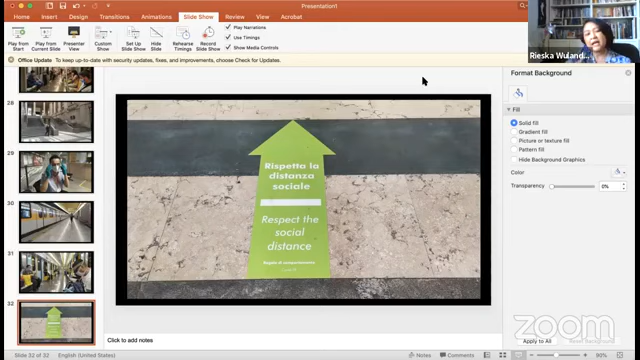 Presentation1
Home Insert Design Transitions Animations Slide Show Review View Acrobat
Play from Start
Play from Current Slide
Presenter View
Custom Show
Set Up Slide Show
Hide Slide
Rehearse Timings
Record Slide Show
Play Narrations
Use Timings
Show Media Controls
Rieska Wuland...
Office Update To keep up-to-date with security updates, fixes, and improvements, choose Check for Updates.
Format Background
Fill
Solid fill
Gradient fill
Picture or texture fill
Pattern fill
Hide Background Graphics
Color
Transparency 0%
28
29
30
31
32
Rispetta la
distanza
sociale
Respect the
social
distance
Click to add notes
Apply to All
Reset Background
zoom
Slide 32 of 32 English (United States) Notes Comments 90%